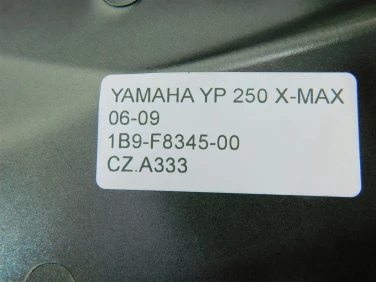 YAMAHA YP 250 X-MAX
06-09
1B9-F8345-00
CZ.A333